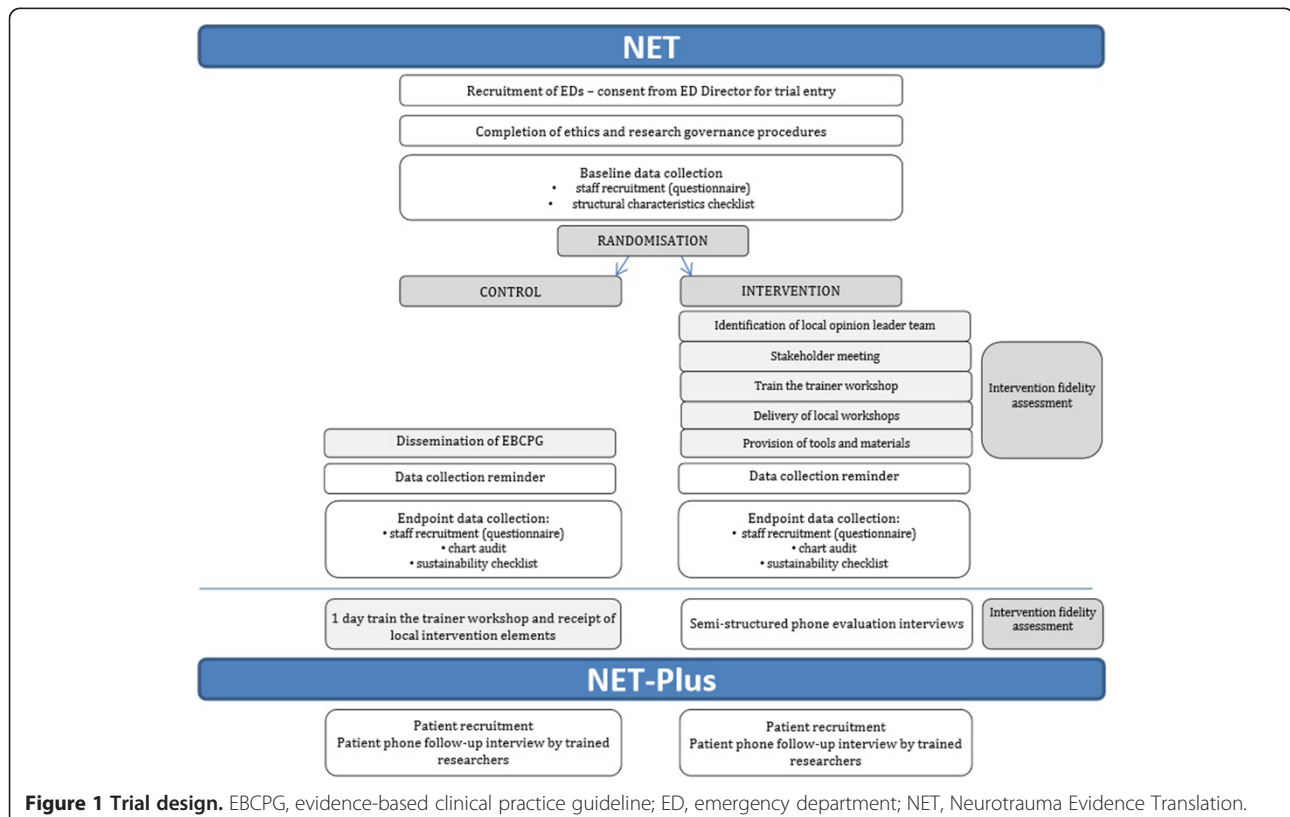 NET
Recruitment of EDs – consent from ED Director for trial entry
Completion of ethics and research governance procedures
Baseline data collection
• staff recruitment (questionnaire)
• structural characteristics checklist
RANDOMISATION
CONTROL
INTERVENTION
Identification of local opinion leader team
Stakeholder meeting
Train the trainer workshop
Delivery of local workshops
Provision of tools and materials
Intervention fidelity
assessment
Dissemination of EBCPG
Data collection reminder
Data collection reminder
Endpoint data collection:
• staff recruitment (questionnaire)
• chart audit
• sustainability checklist
Endpoint data collection:
• staff recruitment (questionnaire)
• chart audit
• sustainability checklist
1 day train the trainer workshop and receipt of
local intervention elements
Semi-structured phone evaluation interviews
Intervention fidelity
assessment
NET-Plus
Patient recruitment
Patient phone follow-up interview by trained
researchers
Patient recruitment
Patient phone follow-up interview by trained
researchers
Figure 1 Trial design. EBCPG, evidence-based clinical practice guideline; ED, emergency department; NET, Neurotrauma Evidence Translation.